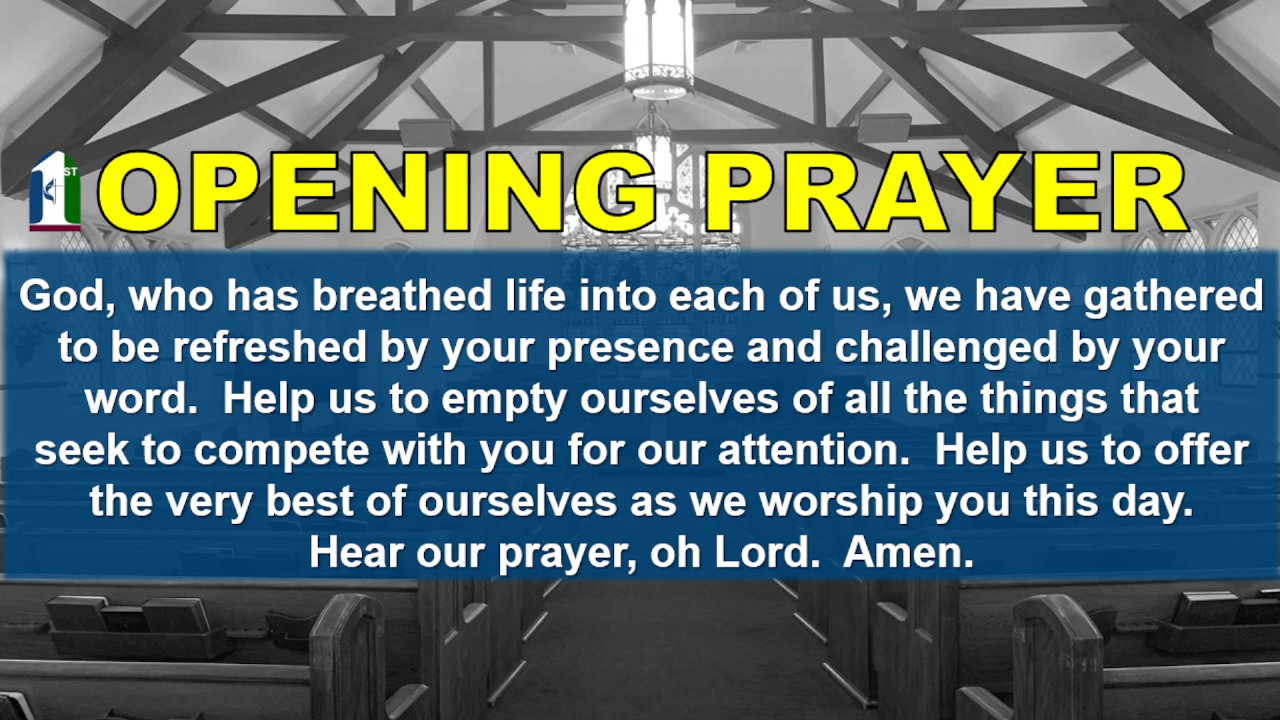 1ST OPENING PRAYER
God, who has breathed life into each of us, we have gathered
to be refreshed by your presence and challenged by your
word.  Help us to empty ourselves of all the things that
seek to compete with you for our attention.  Help us to offer
the very best of ourselves as we worship you this day.
Hear our prayer, oh Lord.  Amen.